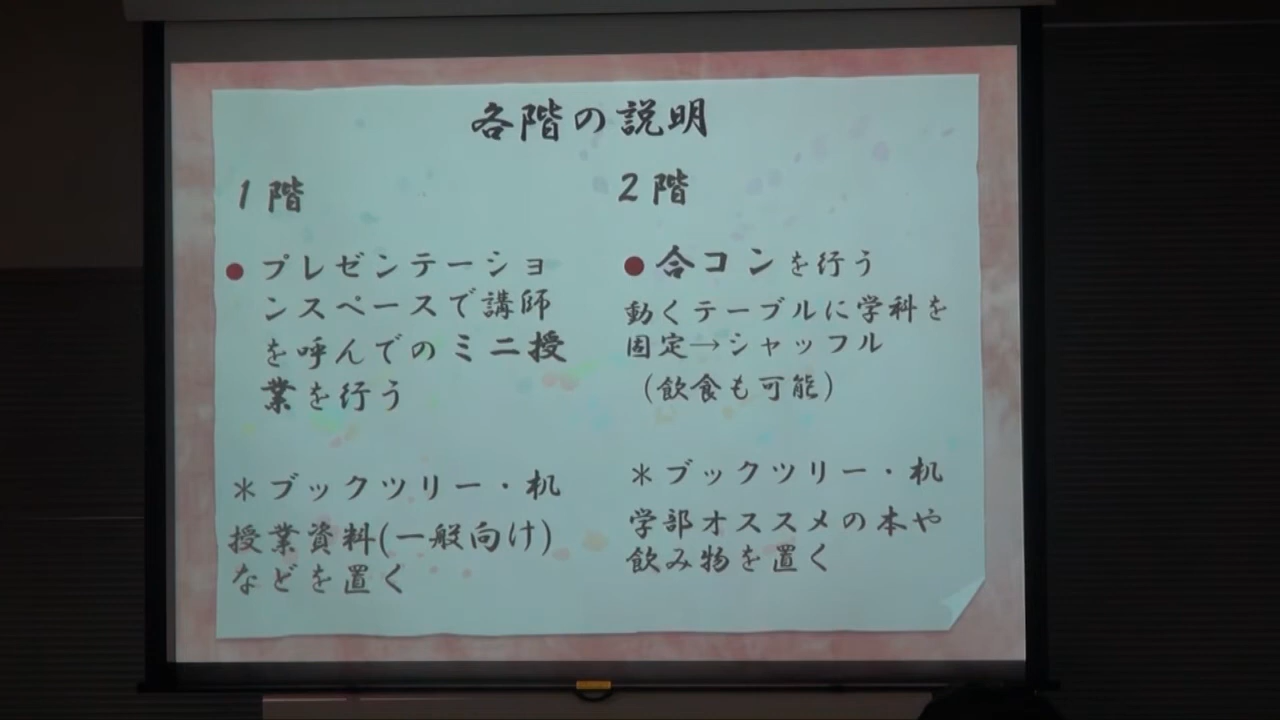 各階の説明
1階
● プレゼンテーショ
ンスペースで講師
を呼んでのミニ授
業を行う
＊ブックツリー・机
授業資料(一般向け)
などを置く
2階
● 合コンを行う
動くテーブルに学科を
固定→シャッフル
（飲食も可能）
＊ブックツリー・机
学部オススメの本や
飲み物を置く